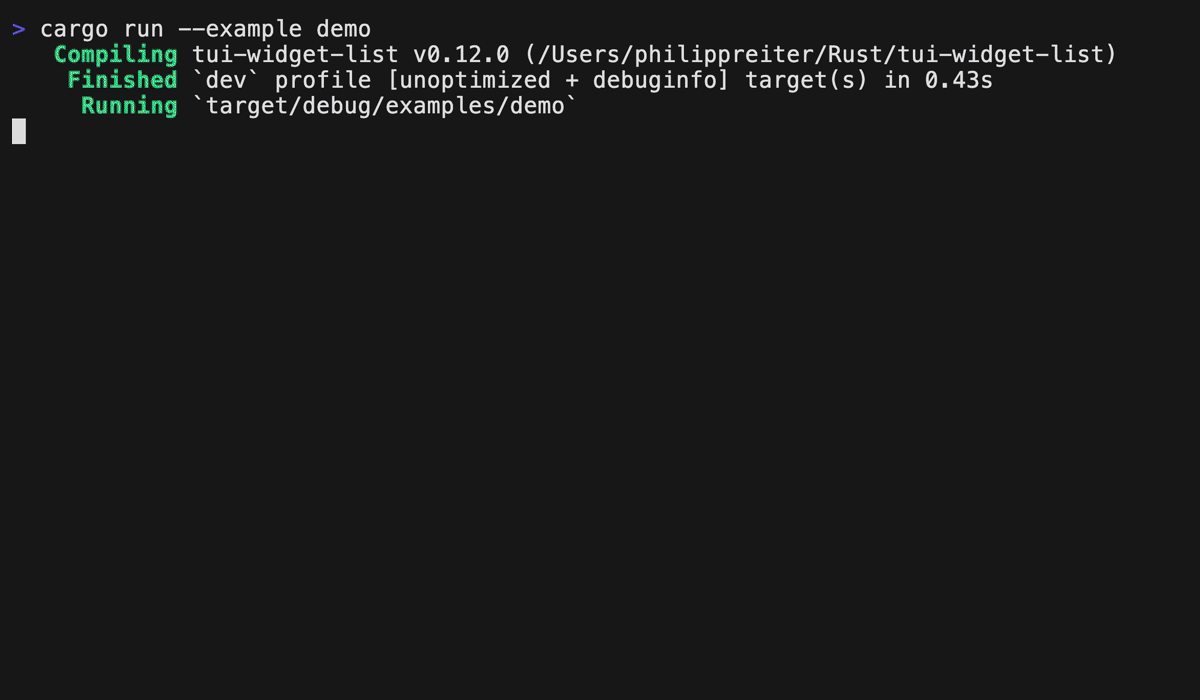 > cargo run --example demo
Compiling tui-widget-list v0.12.0 (/Users/philippreiter/Rust/tui-widget-list)
Finished `dev` profile [unoptimized + debuginfo] target(s) in 0.43s
Running `target/debug/examples/demo`